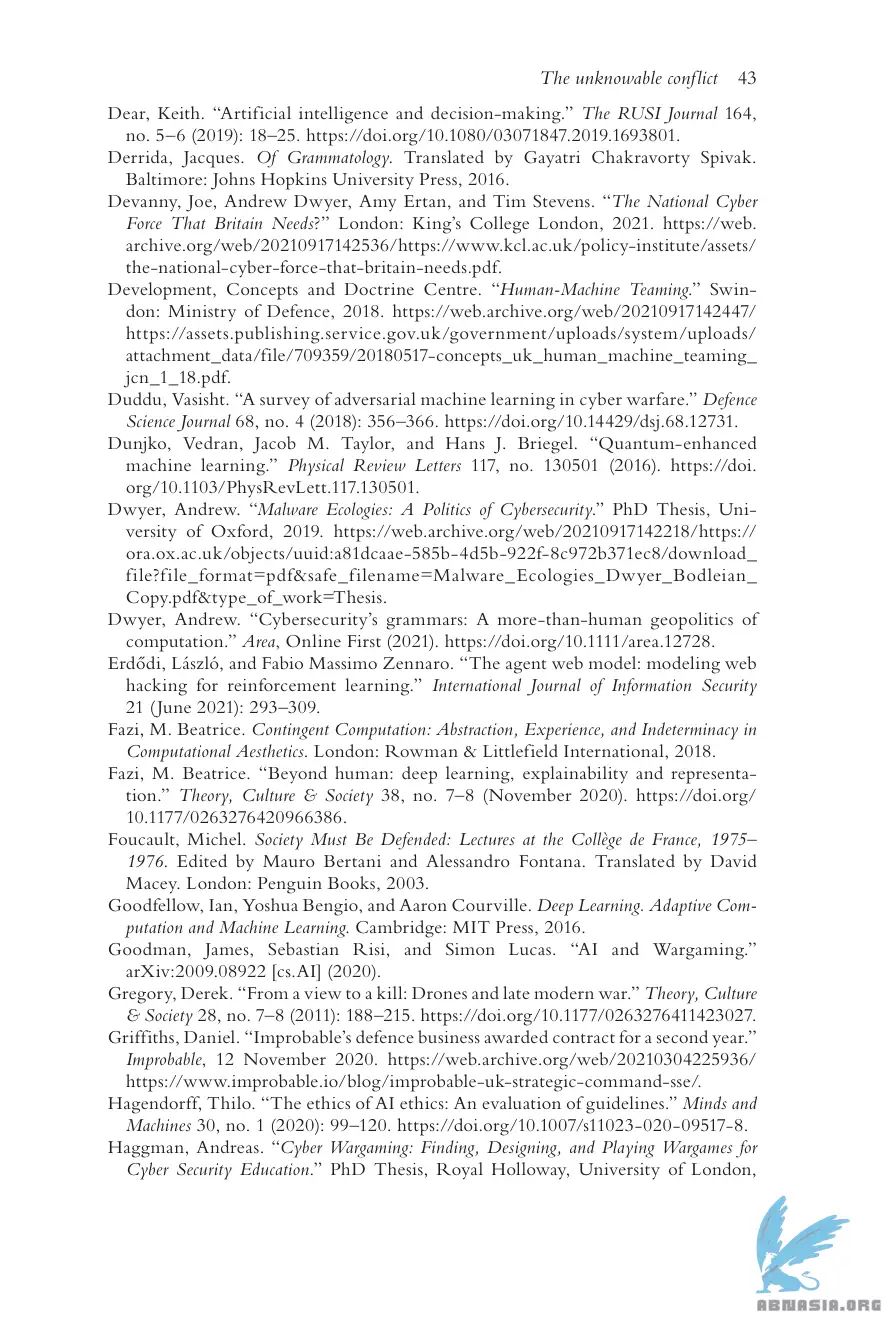 The unknowable conflict 43
Dear, Keith. “Artificial intelligence and decision-making.” The RUSI Journal 164,
no. 5–6 (2019): 18–25. https://doi.org/10.1080/03071847.2019.1693801.
Derrida, Jacques. Of Grammatology. Translated by Gayatri Chakravorty Spivak.
Baltimore: Johns Hopkins University Press, 2016.
Devanny, Joe, Andrew Dwyer, Amy Ertan, and Tim Stevens. “The National Cyber
Force That Britain Needs?” London: King’s College London, 2021. https://web.
archive.org/web/20210917142536/https://www.kcl.ac.uk/policy-institute/assets/
the-national-cyber-force-that-britain-needs.pdf.
Development, Concepts and Doctrine Centre. “Human-Machine Teaming.” Swin-
don: Ministry of Defence, 2018. https://web.archive.org/web/20210917142447/
https://assets.publishing.service.gov.uk/government/uploads/system/uploads/
attachment_data/file/709359/20180517-concepts_uk_human_machine_teaming_
jcn_1_18.pdf.
Duddu, Vasisht. “A survey of adversarial machine learning in cyber warfare.” Defence
Science Journal 68, no. 4 (2018): 356–366. https://doi.org/10.14429/dsj.68.12731.
Dunjko, Vedran, Jacob M. Taylor, and Hans J. Briegel. “Quantum-enhanced
machine learning.” Physical Review Letters 117, no. 130501 (2016). https://doi.
org/10.1103/PhysRevLett.117.130501.
Dwyer, Andrew. “Malware Ecologies: A Politics of Cybersecurity.” PhD Thesis, Uni-
versity of Oxford, 2019. https://web.archive.org/web/20210917142218/https://
ora.ox.ac.uk/objects/uuid:a81dcaae-585b-4d5b-922f-8c972b371ec8/download_
file?file_format=pdf&safe_filename=Malware_Ecologies_Dwyer_Bodleian_
Copy.pdf&type_of_work=Thesis.
Dwyer, Andrew. “Cybersecurity’s grammars: A more-than-human geopolitics of
computation.” Area, Online First (2021). https://doi.org/10.1111/area.12728.
Erdődi, László, and Fabio Massimo Zennaro. “The agent web model: modeling web
hacking for reinforcement learning.” International Journal of Information Security
21 (June 2021): 293–309.
Fazi, M. Beatrice. Contingent Computation: Abstraction, Experience, and Indeterminacy in
Computational Aesthetics. London: Rowman & Littlefield International, 2018.
Fazi, M. Beatrice. “Beyond human: deep learning, explainability and representa-
tion.” Theory, Culture & Society 38, no. 7–8 (November 2020). https://doi.org/
10.1177/0263276420966386.
Foucault, Michel. Society Must Be Defended: Lectures at the Collège de France, 1975–
1976. Edited by Mauro Bertani and Alessandro Fontana. Translated by David
Macey. London: Penguin Books, 2003.
Goodfellow, Ian, Yoshua Bengio, and Aaron Courville. Deep Learning. Adaptive Com-
putation and Machine Learning. Cambridge: MIT Press, 2016.
Goodman, James, Sebastian Risi, and Simon Lucas. “AI and Wargaming.”
arXiv:2009.08922 [cs.AI] (2020).
Gregory, Derek. “From a view to a kill: Drones and late modern war.” Theory, Culture
& Society 28, no. 7–8 (2011): 188–215. https://doi.org/10.1177/0263276411423027.
Griffiths, Daniel. “Improbable’s defence business awarded contract for a second year.”
Improbable, 12 November 2020. https://web.archive.org/web/20210304225936/
https://www.improbable.io/blog/improbable-uk-strategic-command-sse/.
Hagendorff, Thilo. “The ethics of AI ethics: An evaluation of guidelines.” Minds and
Machines 30, no. 1 (2020): 99–120. https://doi.org/10.1007/s11023-020-09517-8.
Haggman, Andreas. “Cyber Wargaming: Finding, Designing, and Playing Wargames for
Cyber Security Education.” PhD Thesis, Royal Holloway, University of London,
ABNASIA.ORG